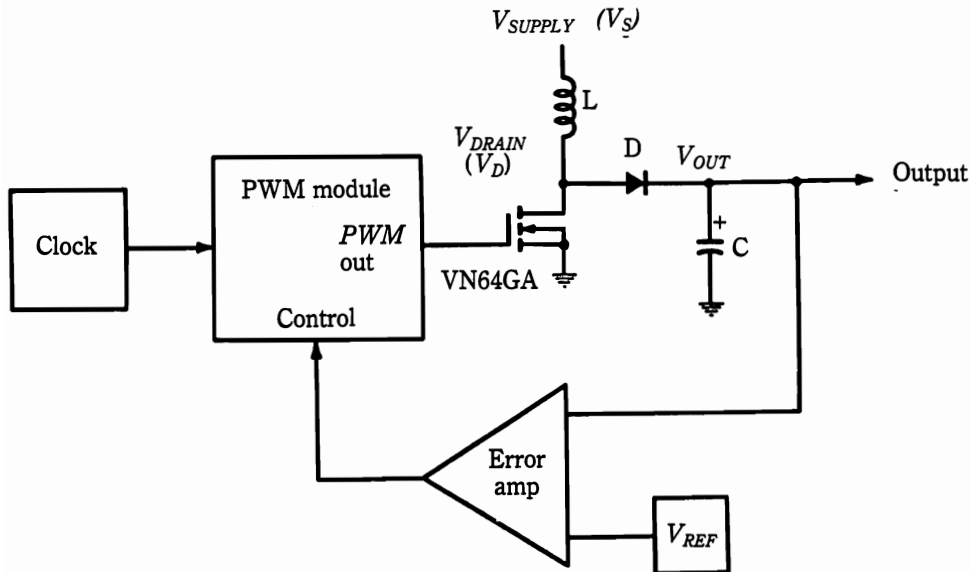 V_SUPPLY (V_S)
L
V_DRAIN
(V_D)
D
V_OUT
Output
PWM module
PWM
out
Clock
+
C
VN64GA
Control
Error
amp
V_REF